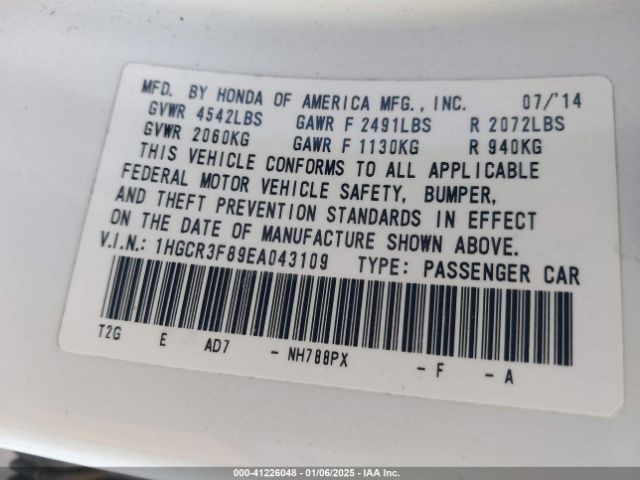 MFD. BY HONDA OF AMERICA MFG., INC. 07/'14
GVWR 4542LBS GAWR F 2491LBS R 2072LBS
GVWR 2060KG GAWR F 1130KG R 940KG
THIS VEHICLE CONFORMS TO ALL APPLICABLE
FEDERAL MOTOR VEHICLE SAFETY, BUMPER,
AND THEFT PREVENTION STANDARDS IN EFFECT
ON THE DATE OF MANUFACTURE SHOWN ABOVE.
V.I.N.: 1HGCR3F89EA043109 TYPE: PASSENGER CAR
T2G E AD7 - NH788PX - F - A
000-41226048 - 01/06/2025 - IAA Inc.